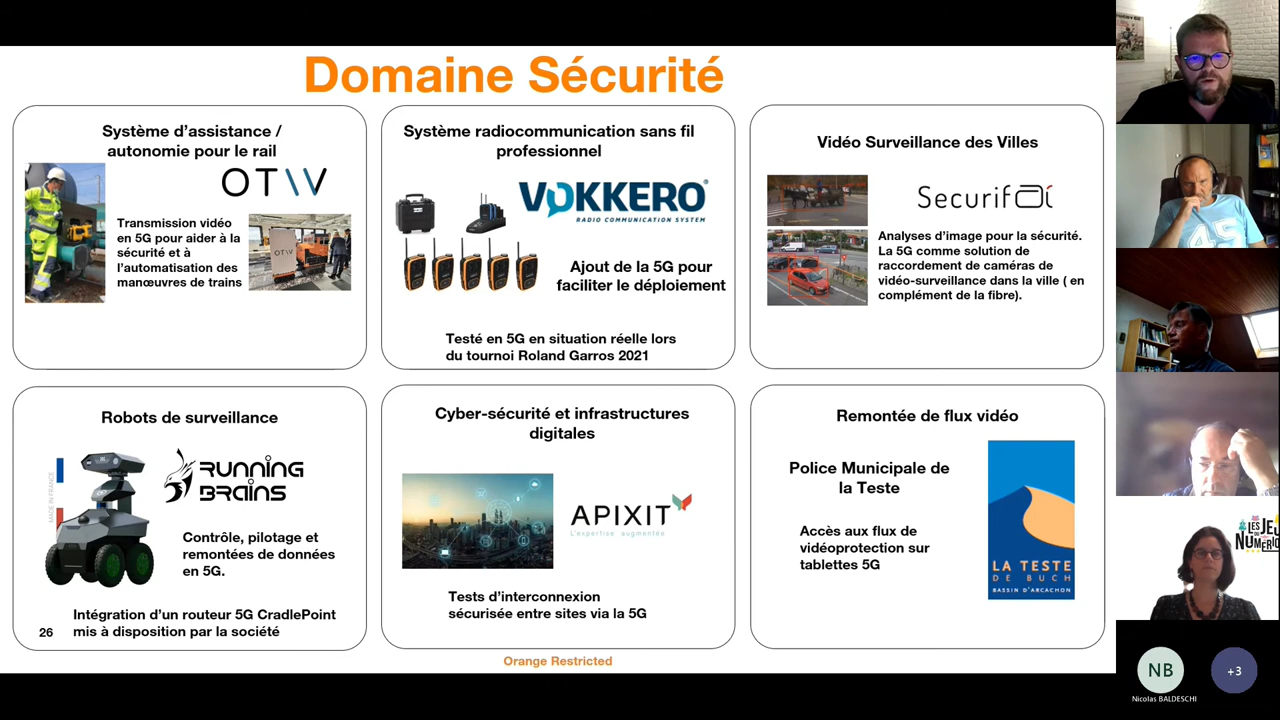 Domaine Sécurité
Système d'assistance /
autonomie pour le rail
OTIV
Transmission vidéo
en 5G pour aider à la
sécurité et à
l'automatisation des
manœuvres de trains
OTIV
Système radiocommunication sans fil
professionnel
VOKKERO®
RADIO COMMUNICATION SYSTEM
Ajout de la 5G pour
faciliter le déploiement
Testé en 5G en situation réelle lors
du tournoi Roland Garros 2021
Vidéo Surveillance des Villes
Securifai
Analyses d'image pour la sécurité.
La 5G comme solution de
raccordement de caméras de
vidéo-surveillance dans la ville ( en
complément de la fibre).
Robots de surveillance
MADE IN FRANCE
RUNNING
BRAINS
Contrôle, pilotage et
remontées de données
en 5G.
Intégration d'un routeur 5G CradlePoint
mis à disposition par la société
26
Cyber-sécurité et infrastructures
digitales
APIXIT
L'expertise augmentée
Tests d'interconnexion
sécurisée entre sites via la 5G
Remontée de flux vidéo
Police Municipale de
la Teste
Accès aux flux de
vidéoprotection sur
tablettes 5G
LA TESTE
DE BUCH
BASSIN D'ARCACHON
Orange Restricted
45
LES JEU
DU
NUMÉRIQ
NB
Nicolas BALDESCHI
+3